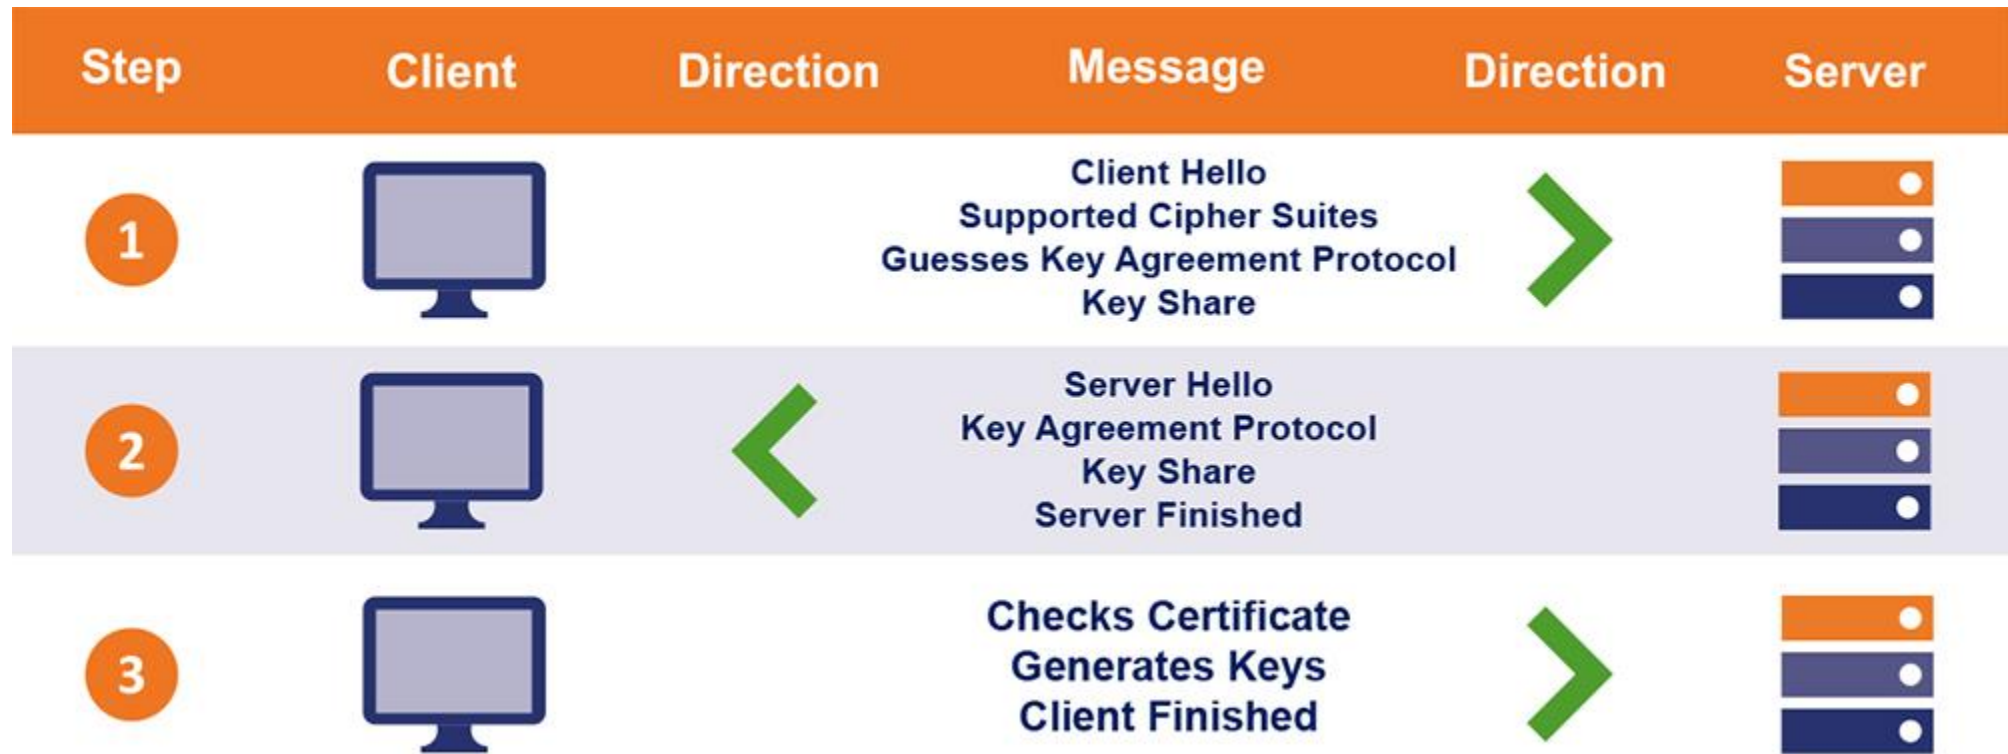 Step Client Direction Message Direction Server
1
Client Hello
Supported Cipher Suites
Guesses Key Agreement Protocol
Key Share
2
Server Hello
Key Agreement Protocol
Key Share
Server Finished
3
Checks Certificate
Generates Keys
Client Finished